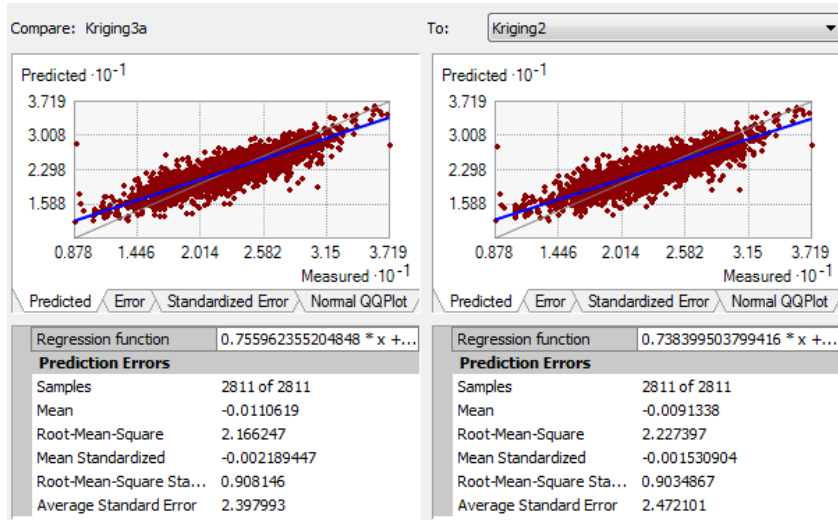 Compare: Kriging3a
To: Kriging2
Predicted ·10⁻¹
3.719
3.008
2.298
1.588
0.878 1.446 2.014 2.582 3.15 3.719
Measured ·10⁻¹
Predicted Error Standardized Error Normal QQPlot
Regression function 0.755962355204848 * x +...
Prediction Errors
Samples 2811 of 2811
Mean -0.0110619
Root-Mean-Square 2.166247
Mean Standardized -0.002189447
Root-Mean-Square Sta... 0.908146
Average Standard Error 2.397993
Predicted ·10⁻¹
3.719
3.008
2.298
1.588
0.878 1.446 2.014 2.582 3.15 3.719
Measured ·10⁻¹
Predicted Error Standardized Error Normal QQPlot
Regression function 0.738399503799416 * x +...
Prediction Errors
Samples 2811 of 2811
Mean -0.0091338
Root-Mean-Square 2.227397
Mean Standardized -0.001530904
Root-Mean-Square Sta... 0.9034867
Average Standard Error 2.472101